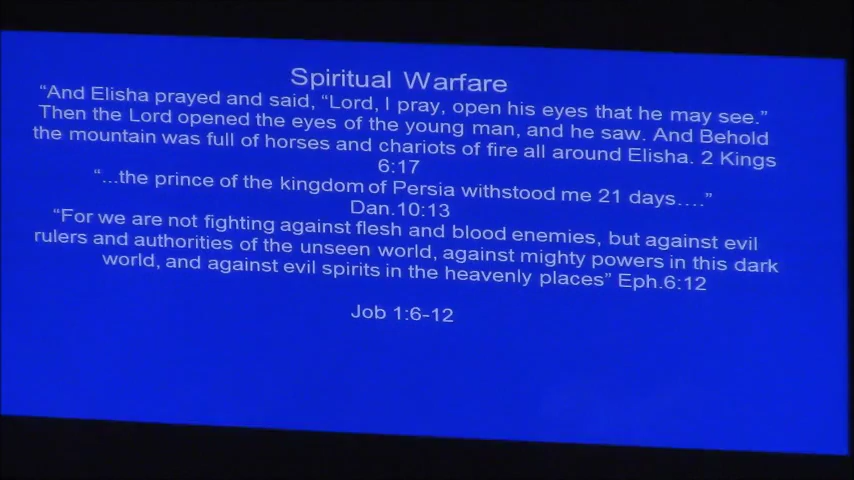 Spiritual Warfare
“And Elisha prayed and said, “Lord, I pray, open his eyes that he may see.”
Then the Lord opened the eyes of the young man, and he saw. And Behold
the mountain was full of horses and chariots of fire all around Elisha. 2 Kings
6:17
“...the prince of the kingdom of Persia withstood me 21 days....”
Dan.10:13
“For we are not fighting against flesh and blood enemies, but against evil
rulers and authorities of the unseen world, against mighty powers in this dark
world, and against evil spirits in the heavenly places” Eph.6:12
Job 1:6-12